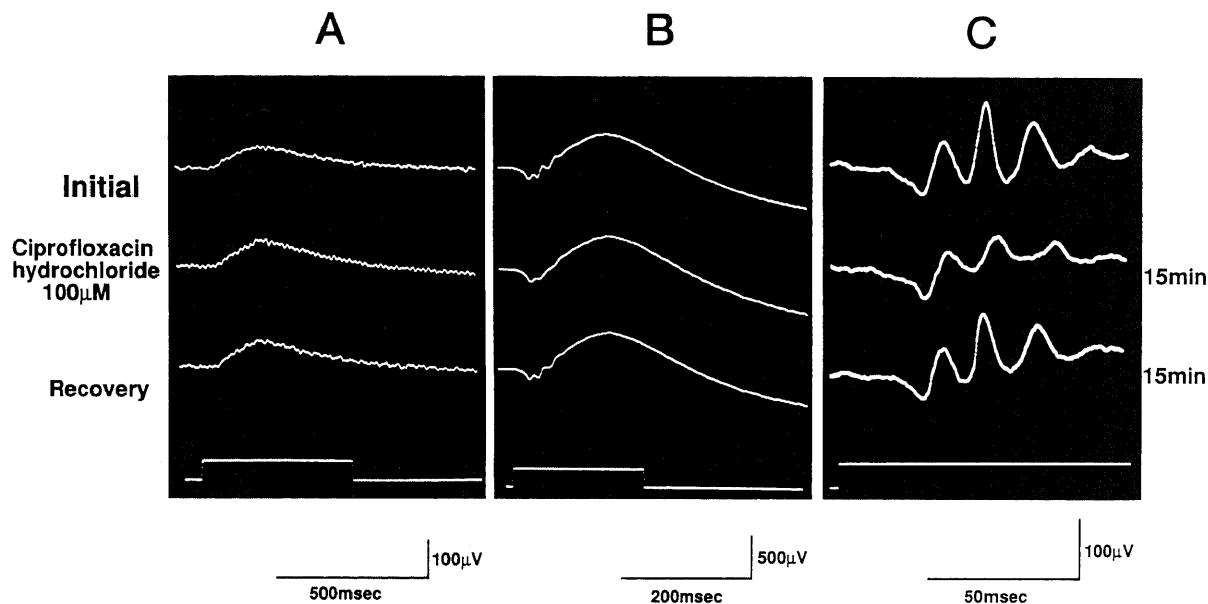 A
B
C
Initial
Ciprofloxacin
hydrochloride
100µM
15min
Recovery
15min
100µV
500msec
500µV
200msec
100µV
50msec